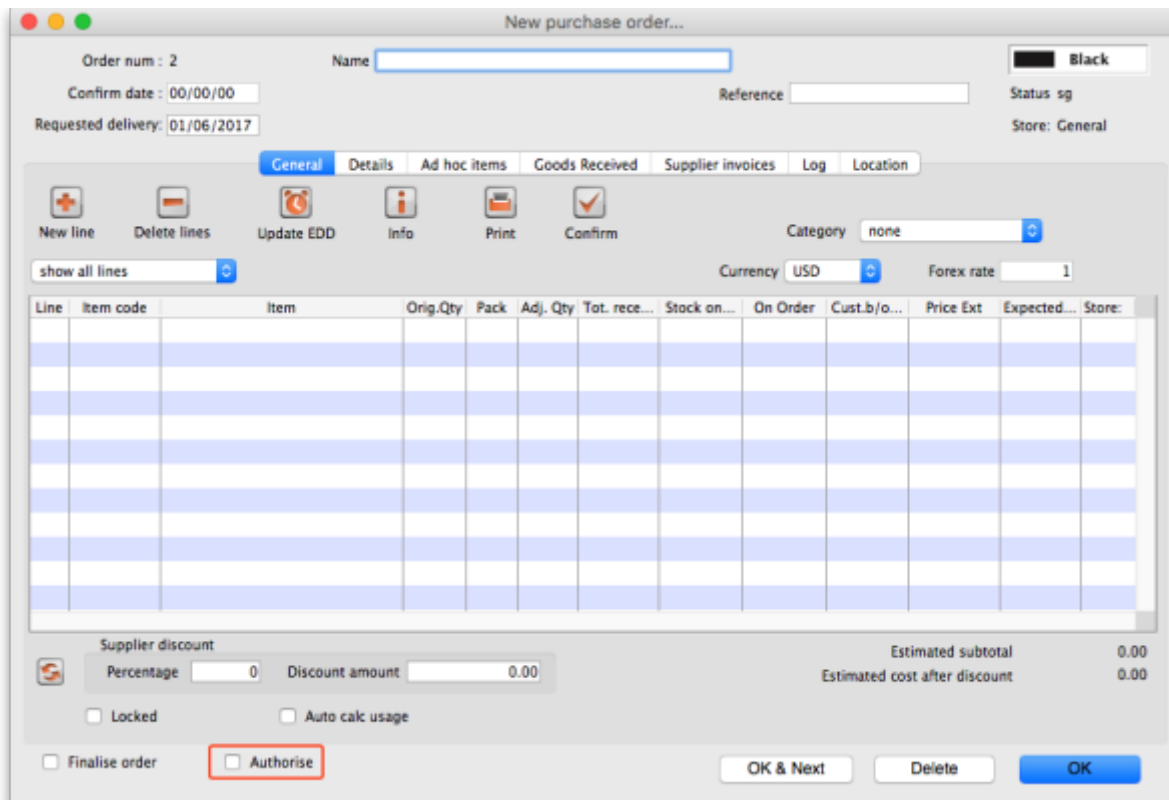 New purchase order...
Order num : 2
Name
Black
Confirm date : 00/00/00
Reference
Status sg
Requested delivery: 01/06/2017
Store: General
General Details Ad hoc items Goods Received Supplier invoices Log Location
New line Delete lines Update EDD Info Print Confirm
Category none
show all lines
Currency USD
Forex rate 1
Line Item code Item Orig.Qty Pack Adj. Qty Tot. rece... Stock on... On Order Cust.b/o... Price Ext Expected... Store:
Supplier discount
Percentage 0 Discount amount 0.00
Estimated subtotal 0.00
Estimated cost after discount 0.00
Locked Auto calc usage
Finalise order Authorise
OK & Next Delete OK